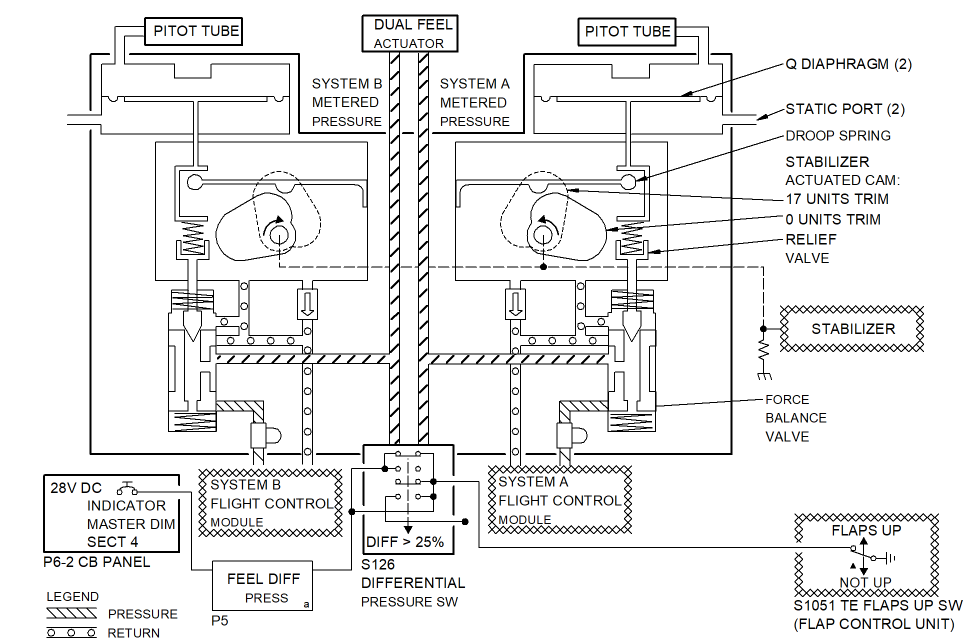 PITOT TUBE
DUAL FEEL
ACTUATOR
PITOT TUBE
SYSTEM B
METERED
PRESSURE
SYSTEM A
METERED
PRESSURE
Q DIAPHRAGM (2)
STATIC PORT (2)
DROOP SPRING
STABILIZER
ACTUATED CAM:
17 UNITS TRIM
0 UNITS TRIM
RELIEF
VALVE
STABILIZER
FORCE
BALANCE
VALVE
SYSTEM B
FLIGHT CONTROL
MODULE
SYSTEM A
FLIGHT CONTROL
MODULE
28V DC
INDICATOR
MASTER DIM
SECT 4
P6-2 CB PANEL
DIFF > 25%
S126
DIFFERENTIAL
PRESSURE SW
FEEL DIFF
PRESS
a
P5
FLAPS UP
NOT UP
S1051 TE FLAPS UP SW
(FLAP CONTROL UNIT)
LEGEND
PRESSURE
RETURN